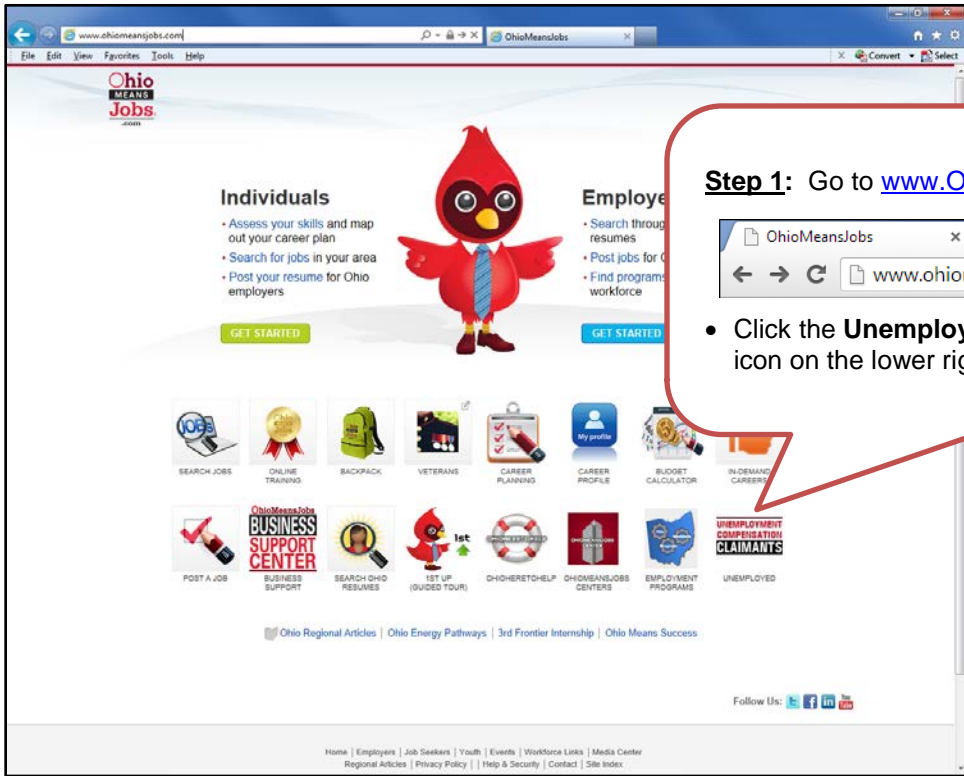 www.ohiomeansjobs.com
OhioMeansJobs
File Edit View Favorites Tools Help
Convert Select
Ohio
MEANS
Jobs
.com
Individuals
• Assess your skills and map
out your career plan
• Search for jobs in your area
• Post your resume for Ohio
employers
GET STARTED
Employe
• Search throug
resumes
• Post jobs for
• Find programs
workforce
GET STARTED
Step 1: Go to www.O
OhioMeansJobs
www.ohio
• Click the Unemploy
icon on the lower rig
JOBS
My profile
SEARCH JOBS
ONLINE
TRAINING
BACKPACK
VETERANS
CAREER
PLANNING
CAREER
PROFILE
BUDGET
CALCULATOR
IN-DEMAND
CAREERS
OhioMeansJobs
BUSINESS
SUPPORT
CENTER
1st
UNEMPLOYMENT
COMPENSATION
CLAIMANTS
POST A JOB
BUSINESS
SUPPORT
SEARCH OHIO
RESUMES
1ST UP
(GUIDED TOUR)
OHIOHERETOHELP
OHIOMEANSJOBS
CENTERS
EMPLOYMENT
PROGRAMS
UNEMPLOYED
Ohio Regional Articles | Ohio Energy Pathways | 3rd Frontier Internship | Ohio Means Success
Follow Us:
You
Tube
Home | Employers | Job Seekers | Youth | Events | Workforce Links | Media Center
Regional Articles | Privacy Policy | | Help & Security | Contact | Site Index